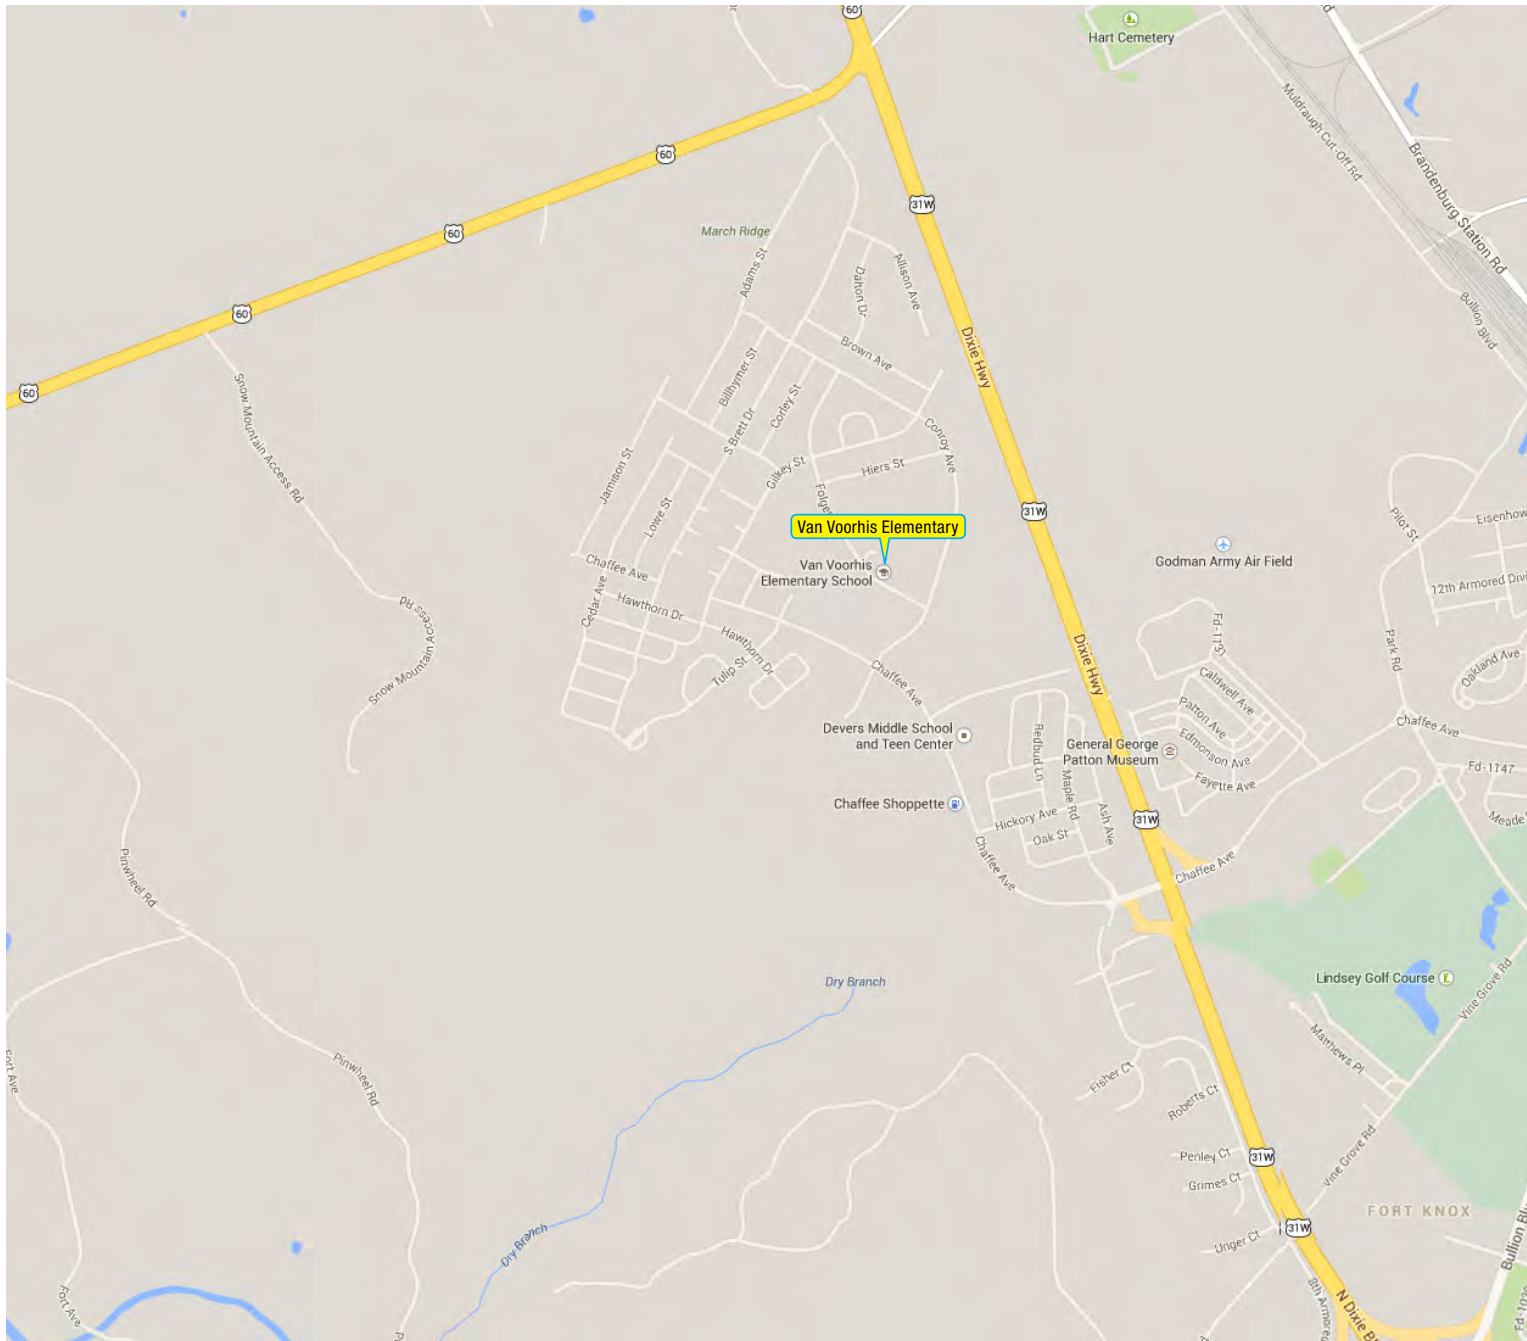 60
Hart Cemetery
Muldraugh Cut-Off Rd
Brandenburg Station Rd
60
31W
60
March Ridge
Adams St
Dalton Dr
Allison Ave
60
Bullion Blvd
Dixie Hwy
Brown Ave
Billhymer St
Corley St
60
Snow Mountain Access Rd
S Brett Dr
Conroy Ave
Gilkey St
Hiers St
Jamison St
Lowe St
31W
Pilot St
Van Voorhis Elementary
Godman Army Air Field
Van Voorhis
Elementary School
Chaffee Ave
12th Armored Divi
Cedar Ave
Hawthorn Dr
Snow Mountain Access Rd
Hawthorn Dr
Tulip St
Fd-1131
Park Rd
Chaffee Ave
Dixie Hwy
Caldwell Ave
Oakland Ave
Patton Ave
Edmonson Ave
Chaffee Ave
Devers Middle School
and Teen Center
Redbud Ln
General George
Patton Museum
Fayette Ave
Fd-1147
Maple Rd
Chaffee Shoppette
Hickory Ave
Ash Ave
Oak St
31W
Meade
Chaffee Ave
Chaffee Ave
Pinwheel Rd
Dry Branch
Lindsey Golf Course
Vine Grove Rd
Matthews Pl
Fort Ave
Pinwheel Rd
Fisher Ct
Roberts Ct
Penley Ct
31W
Vine Grove Rd
Grimes Ct
FORT KNOX
Dry Branch
31W
Unger Ct
Bullion Bl
Fort Ave
8th Armored
N Dixie B